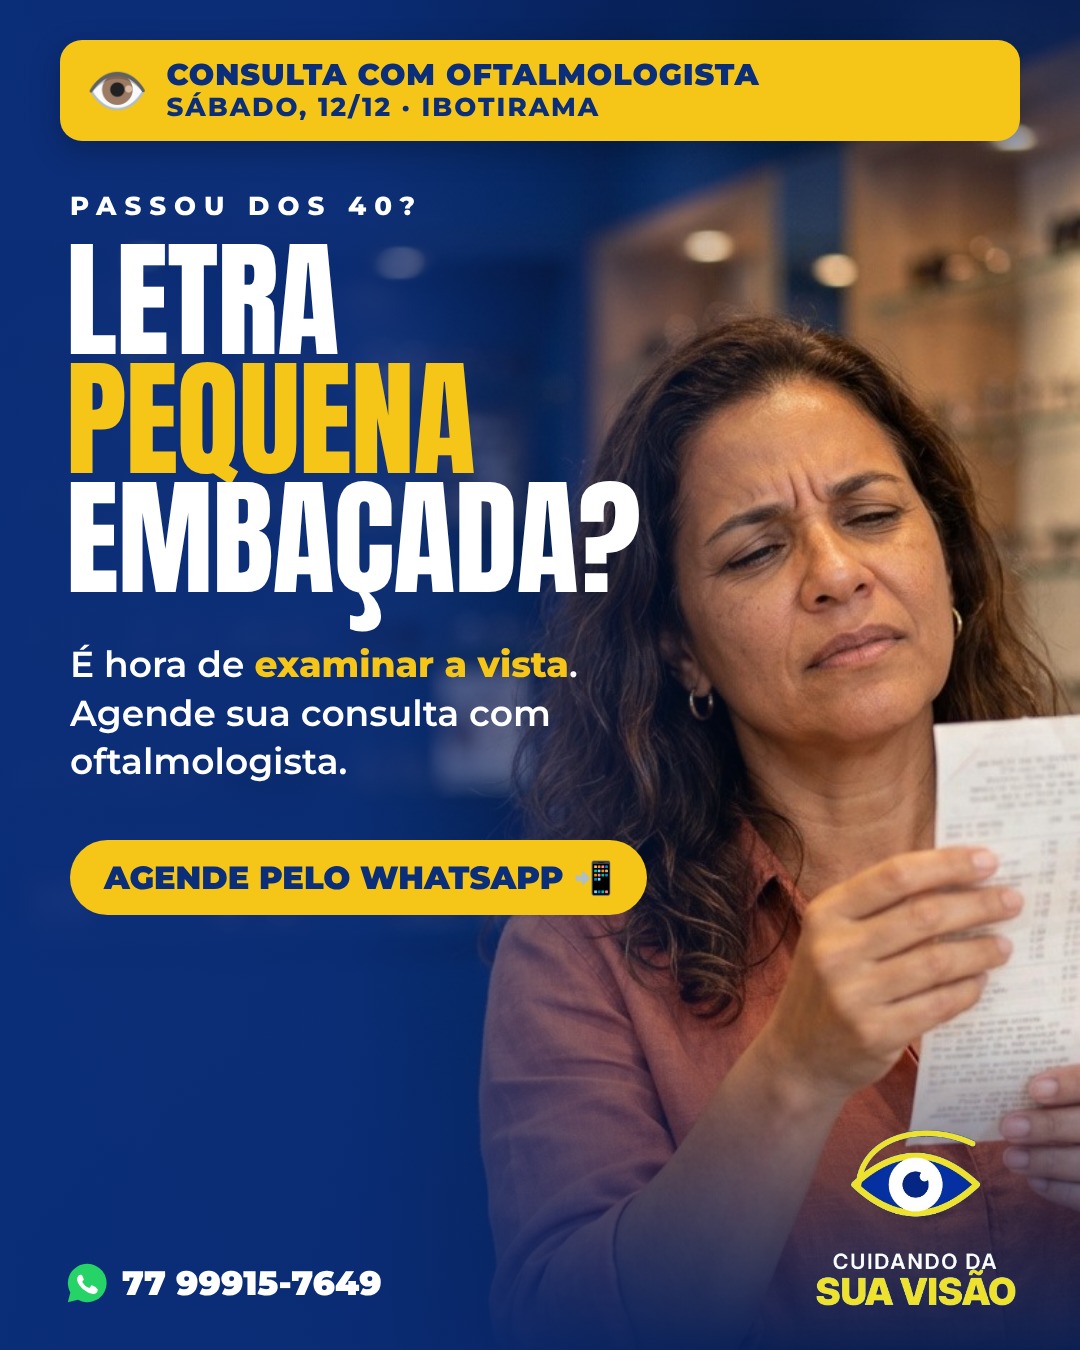 CONSULTA COM OFTALMOLOGISTA
SÁBADO, 12/12 · IBOTIRAMA
PASSOU DOS 40?
LETRA
PEQUENA
EMBAÇADA?
É hora de examinar a vista.
Agende sua consulta com
oftalmologista.
AGENDE PELO WHATSAPP 📲
77 99915-7649
CUIDANDO DA
SUA VISÃO